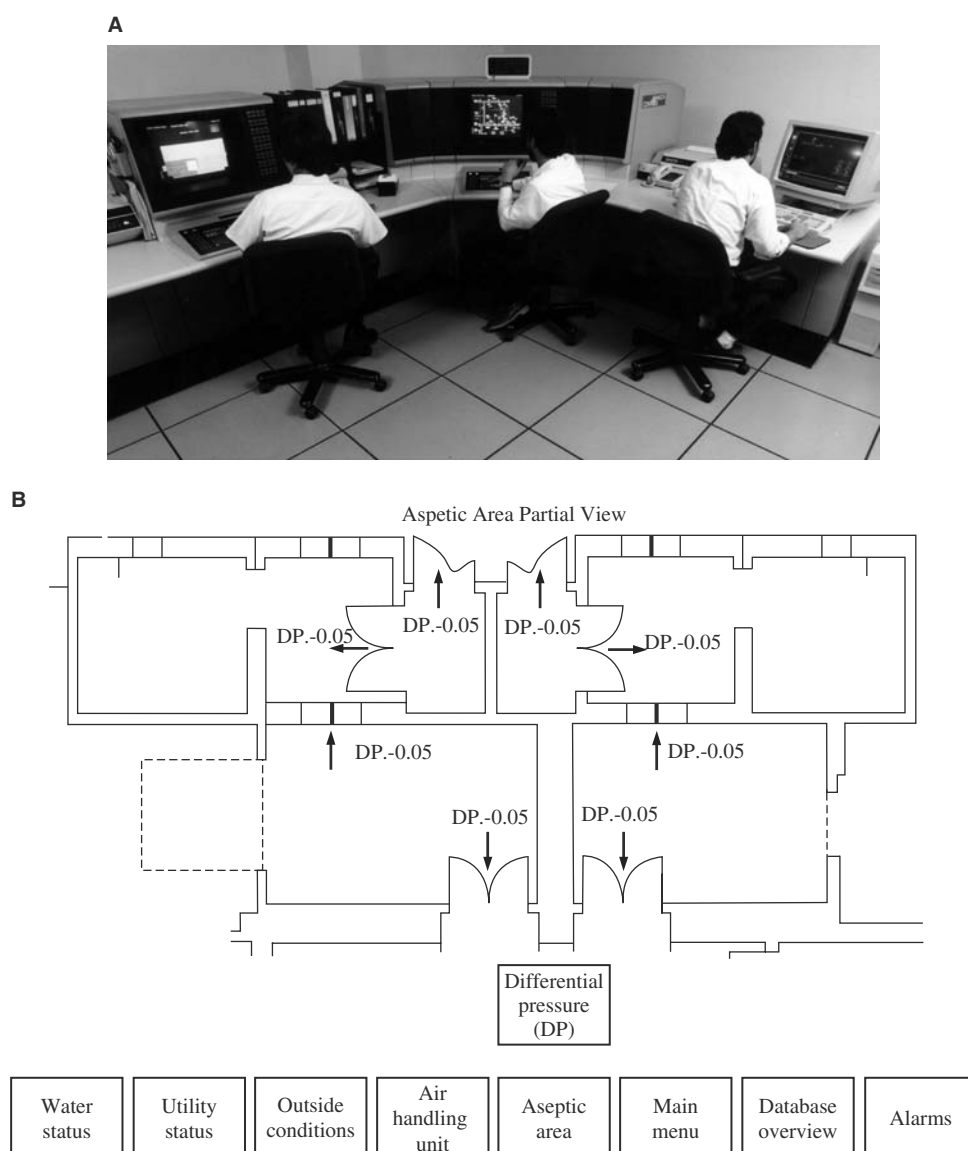 A
B
Aspetic Area Partial View
DP.-0.05 DP.-0.05
DP.-0.05 DP.-0.05
DP.-0.05 DP.-0.05
DP.-0.05 DP.-0.05
Differential
pressure
(DP)
Water
status
Utility
status
Outside
conditions
Air
handling
unit
Aseptic
area
Main
menu
Database
overview
Alarms